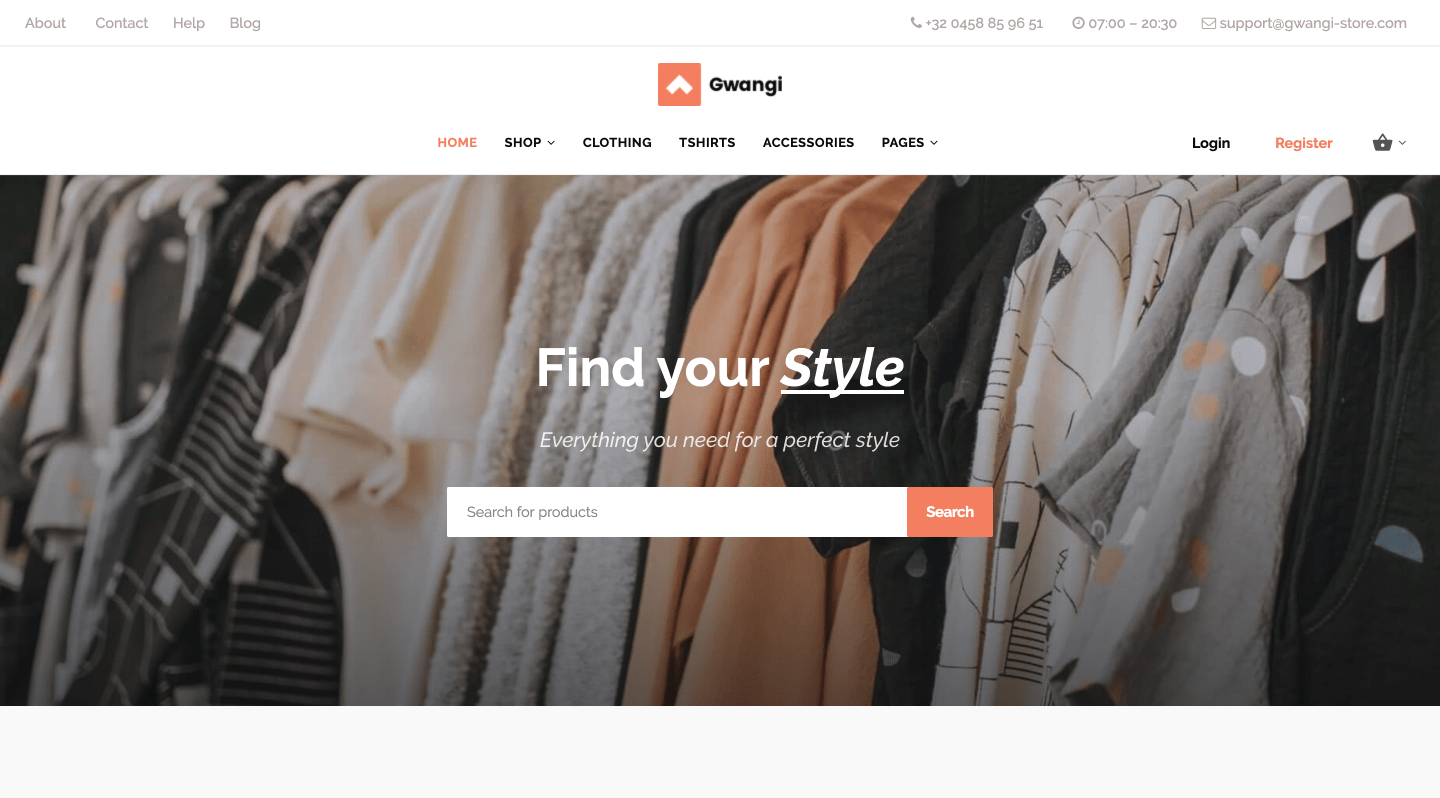 About Contact Help Blog +32 0458 85 96 51 07:00 – 20:30 support@gwangi-store.com
Gwangi
HOME SHOP CLOTHING TSHIRTS ACCESSORIES PAGES Login Register
Find your Style
Everything you need for a perfect style
Search for products Search